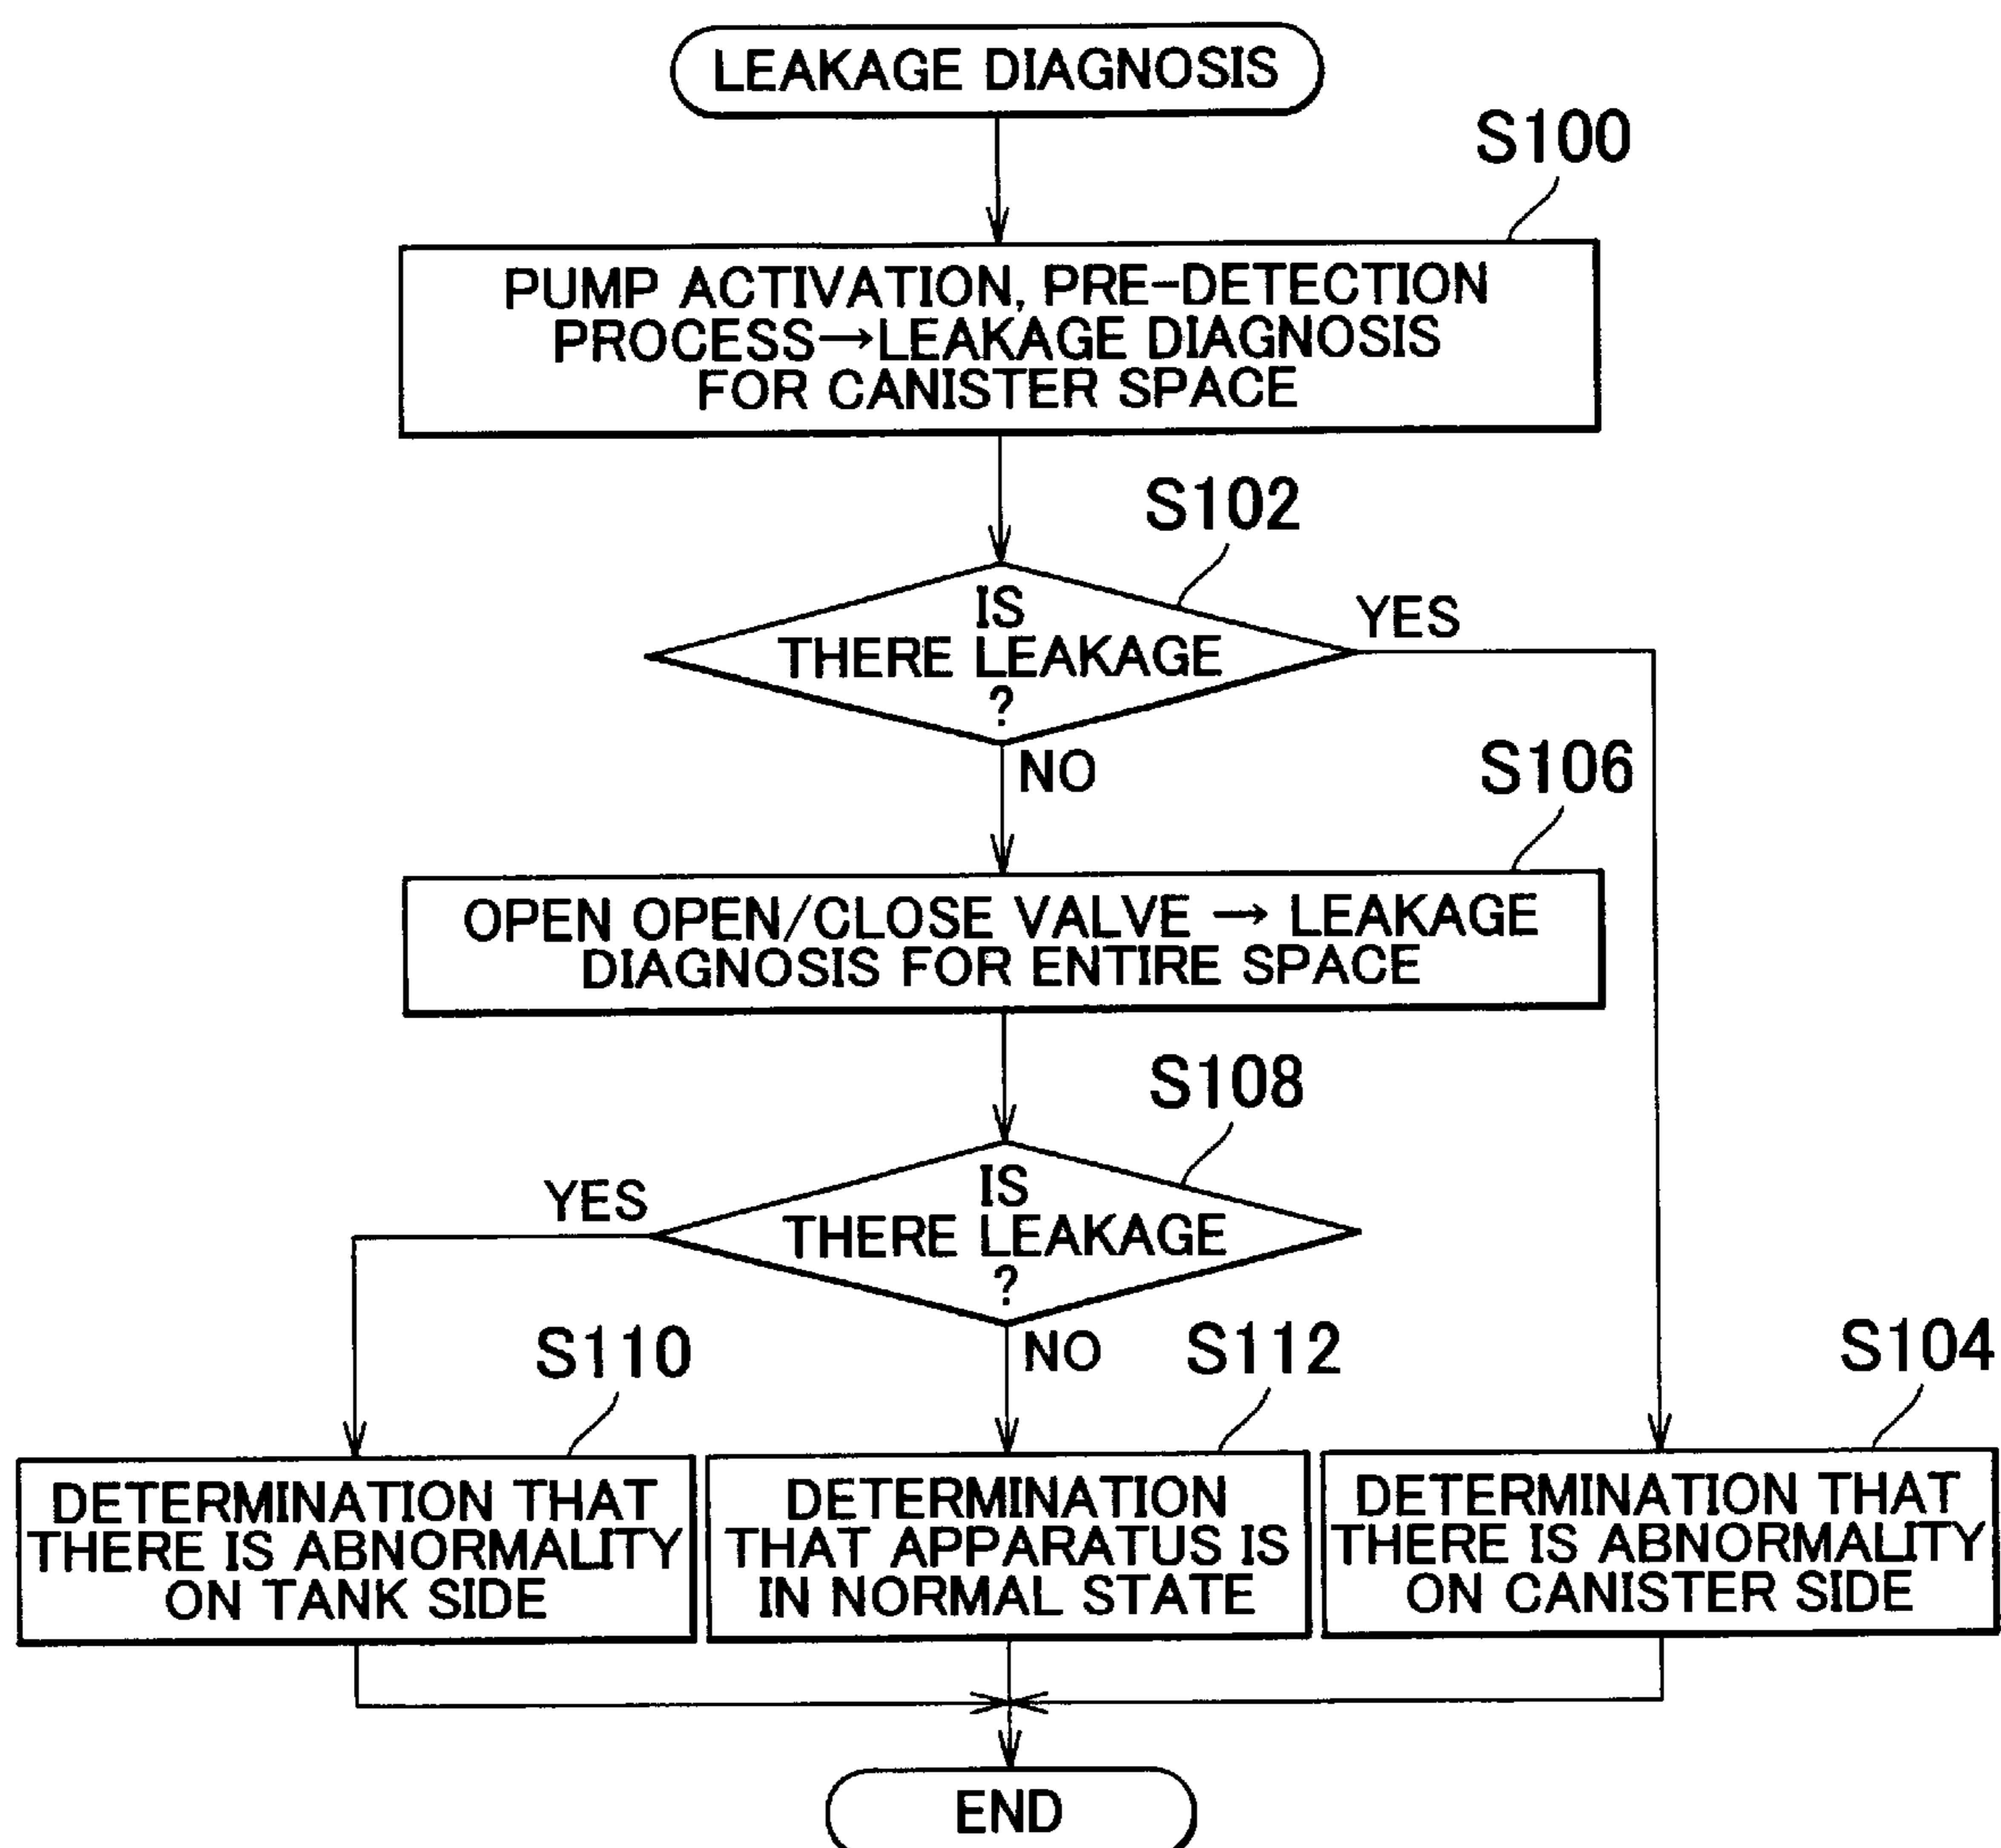 LEAKAGE DIAGNOSIS
S100
PUMP ACTIVATION, PRE-DETECTION
PROCESS→LEAKAGE DIAGNOSIS
FOR CANISTER SPACE
S102
IS
THERE LEAKAGE
?
YES
NO
S106
OPEN OPEN/CLOSE VALVE → LEAKAGE
DIAGNOSIS FOR ENTIRE SPACE
S108
IS
THERE LEAKAGE
?
YES
NO
S110
DETERMINATION THAT
THERE IS ABNORMALITY
ON TANK SIDE
S112
DETERMINATION
THAT APPARATUS IS
IN NORMAL STATE
S104
DETERMINATION THAT
THERE IS ABNORMALITY
ON CANISTER SIDE
END